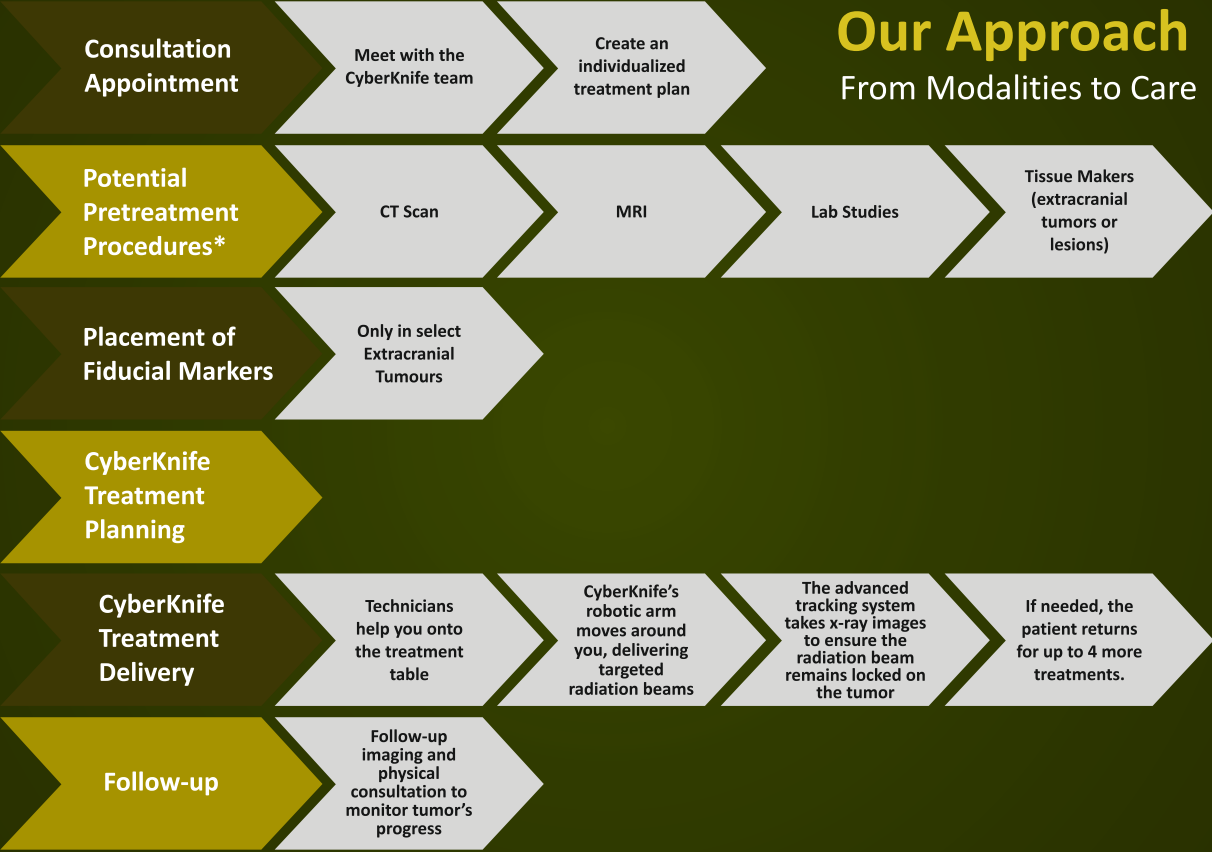 Our Approach
From Modalities to Care
Consultation
Appointment
Meet with the
CyberKnife team
Create an
individualized
treatment plan
Potential
Pretreatment
Procedures*
CT Scan
MRI
Lab Studies
Tissue Makers
(extracranial
tumors or
lesions)
Placement of
Fiducial Markers
Only in select
Extracranial
Tumours
CyberKnife
Treatment
Planning
CyberKnife
Treatment
Delivery
Technicians
help you onto
the treatment
table
CyberKnife’s
robotic arm
moves around
you, delivering
targeted
radiation beams
The advanced
tracking system
takes x-ray images
to ensure the
radiation beam
remains locked on
the tumor
If needed, the
patient returns
for up to 4 more
treatments.
Follow-up
Follow-up
imaging and
physical
consultation to
monitor tumor’s
progress